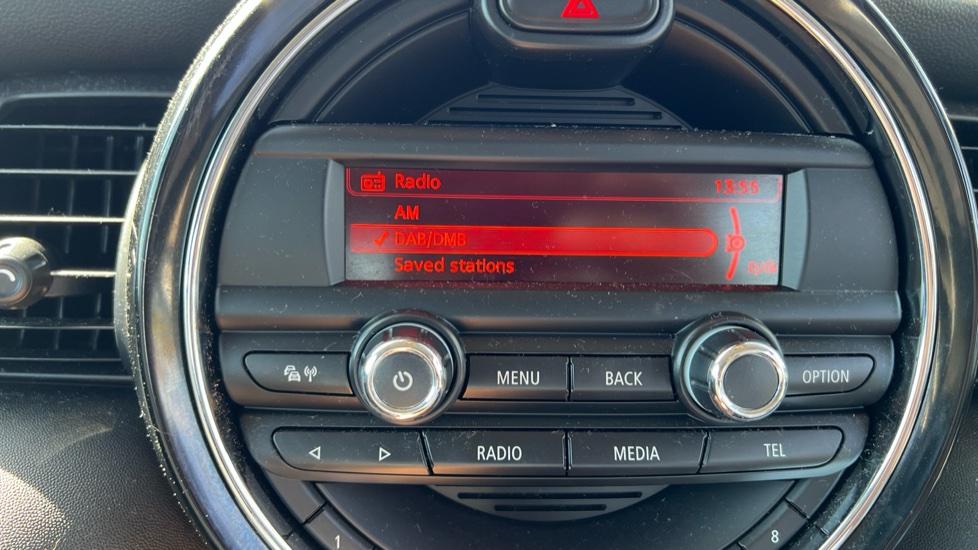 Radio 13:55
AM
DAB/DMB
Saved stations
MENU BACK OPTION
RADIO MEDIA TEL
1 8